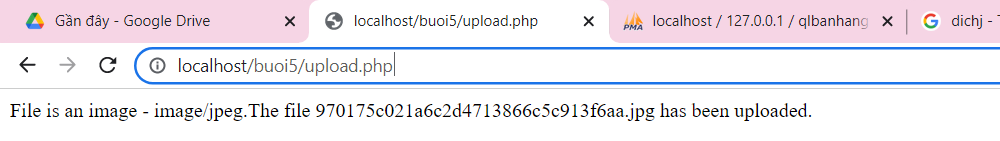 Gần đây - Google Drive
localhost/buoi5/upload.php
PMA
localhost / 127.0.0.1 / qlbanhang
dichj - T
localhost/buoi5/upload.php
File is an image - image/jpeg.The file 970175c021a6c2d4713866c5c913f6aa.jpg has been uploaded.